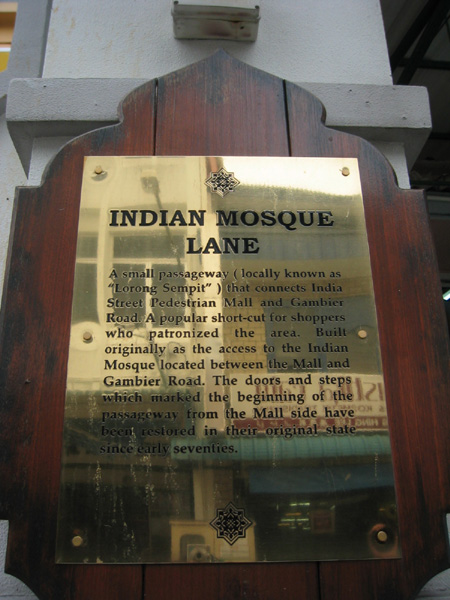 INDIAN MOSQUE
LANE
A small passageway ( locally known as
"Lorong Sempit" ) that connects India
Street Pedestrian Mall and Gambier
Road. A popular short-cut for shoppers
who patronized the area. Built
originally as the access to the Indian
Mosque located between the Mall and
Gambier Road. The doors and steps
which marked the beginning of the
passageway from the Mall side have
been restored in their original state
since early seventies.